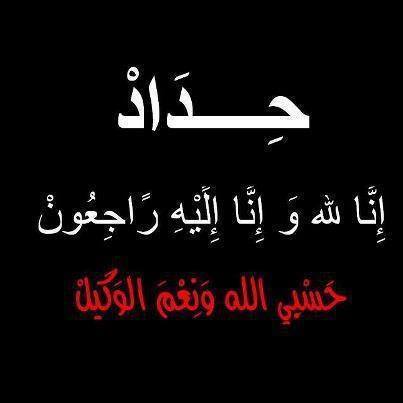 حِـــدَادْ
إِنَّا لله وَ إِنَّا إِلَيْهِ رًاجِعُونْ
حَسْبِي الله وَنِعْمَ الوَكِيلْ